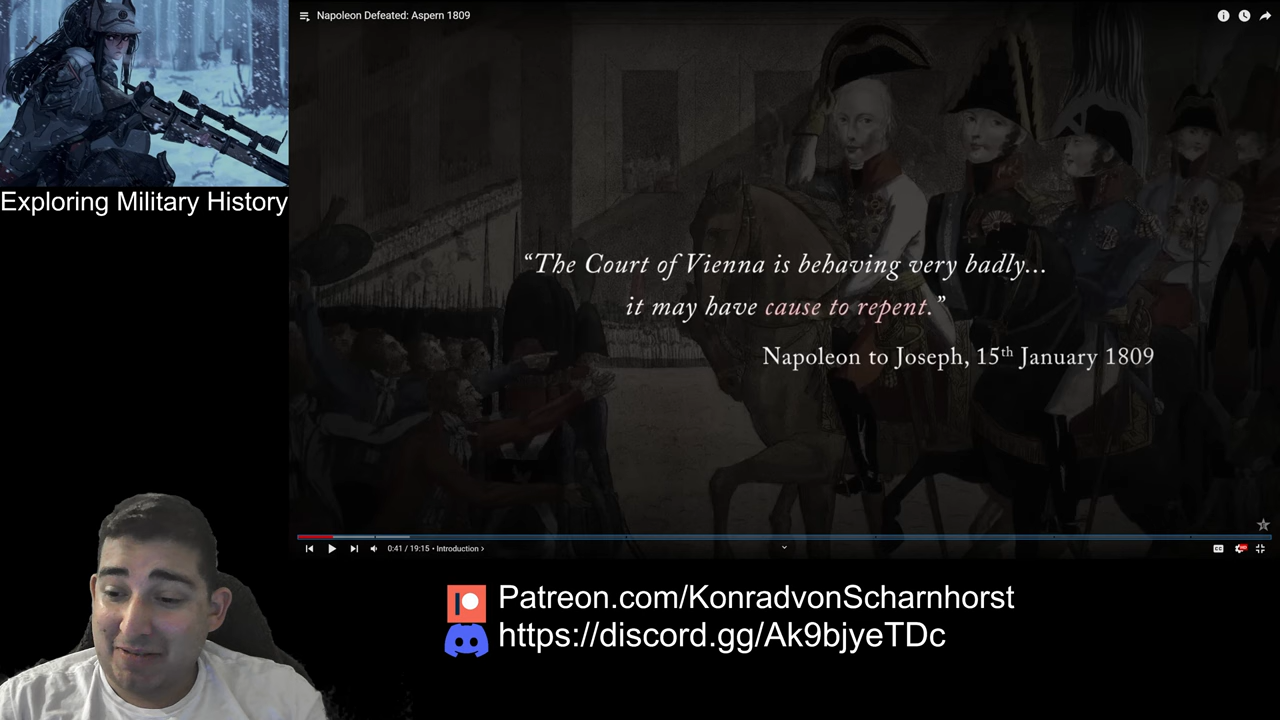 Napoleon Defeated: Aspern 1809
Exploring Military History
“The Court of Vienna is behaving very badly...
it may have cause to repent.”
Napoleon to Joseph, 15th January 1809
0:41 / 19:15 • Introduction ›
CC
Patreon.com/KonradvonScharnhorst
https://discord.gg/Ak9bjyeTDc